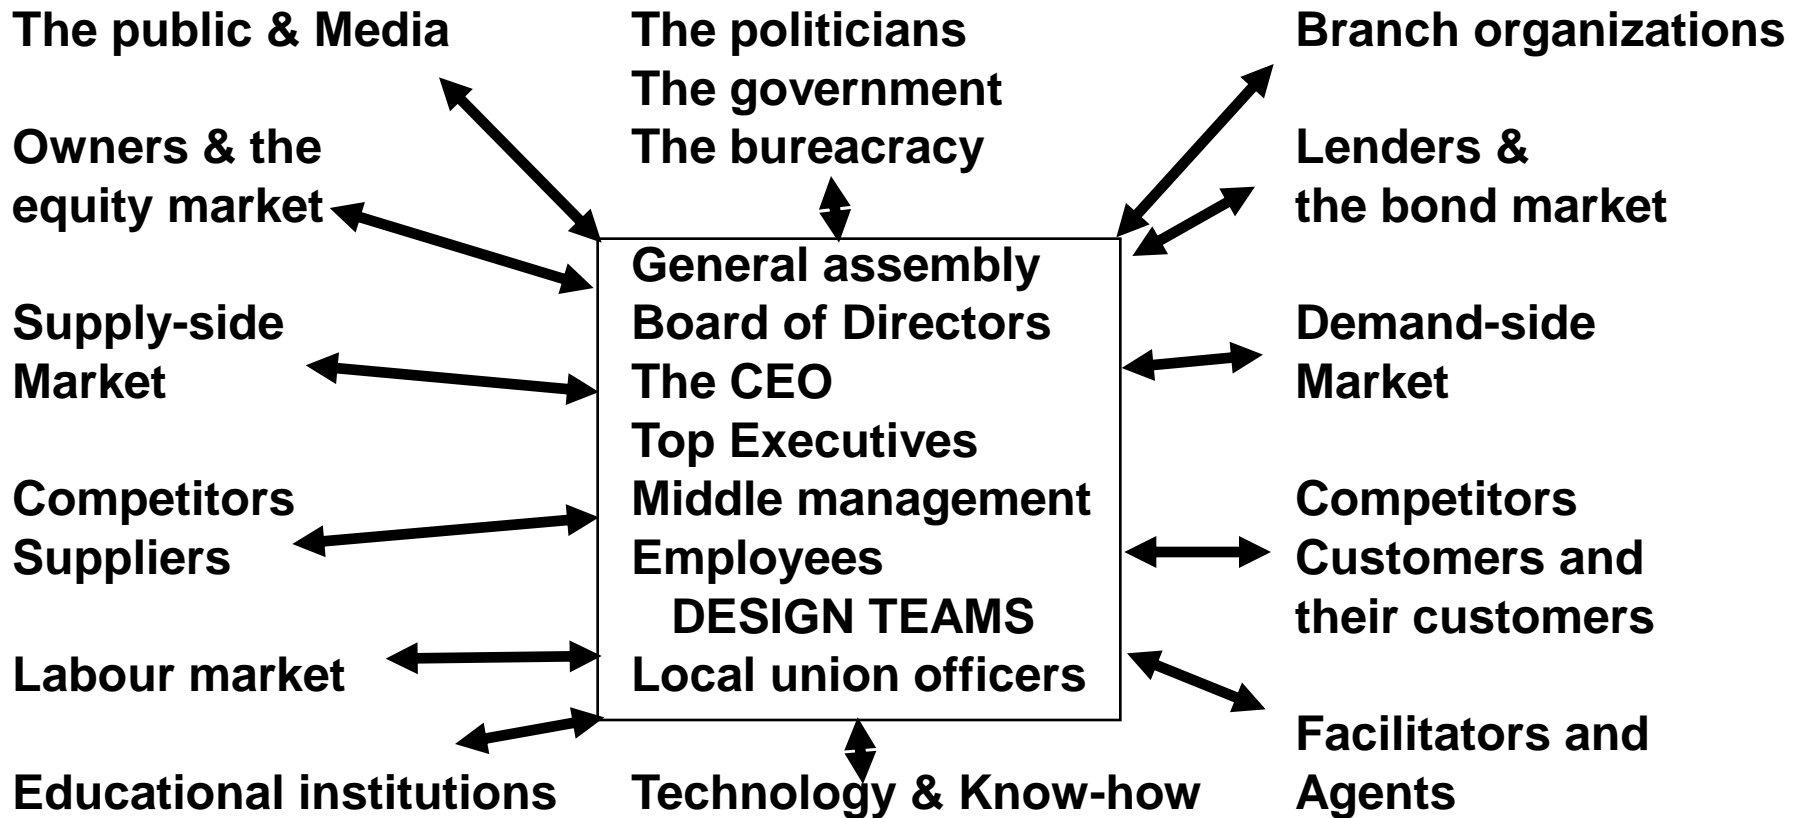 The public & Media
Owners & the
equity market
Supply-side
Market
Competitors
Suppliers
Labour market
Educational institutions
The politicians
The government
The bureacracy
General assembly
Board of Directors
The CEO
Top Executives
Middle management
Employees
DESIGN TEAMS
Local union officers
Technology & Know-how
Branch organizations
Lenders &
the bond market
Demand-side
Market
Competitors
Customers and
their customers
Facilitators and
Agents